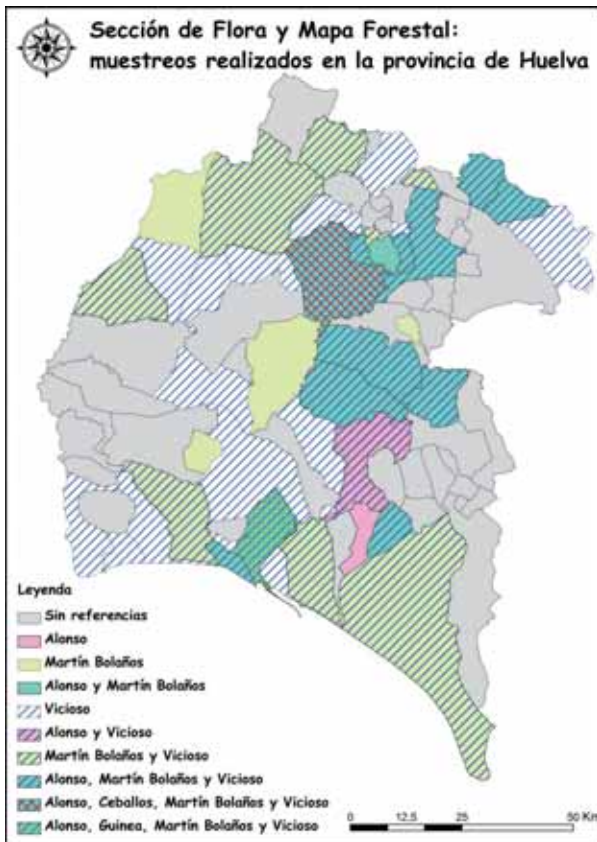 Sección de Flora y Mapa Forestal:
muestreos realizados en la provincia de Huelva
Leyenda
Sin referencias
Alonso
Martín Bolaños
Alonso y Martín Bolaños
Vicioso
Alonso y Vicioso
Martín Bolaños y Vicioso
Alonso, Martín Bolaños y Vicioso
Alonso, Ceballos, Martín Bolaños y Vicioso
Alonso, Guinea, Martín Bolaños y Vicioso
0 12.5 25 50 Km